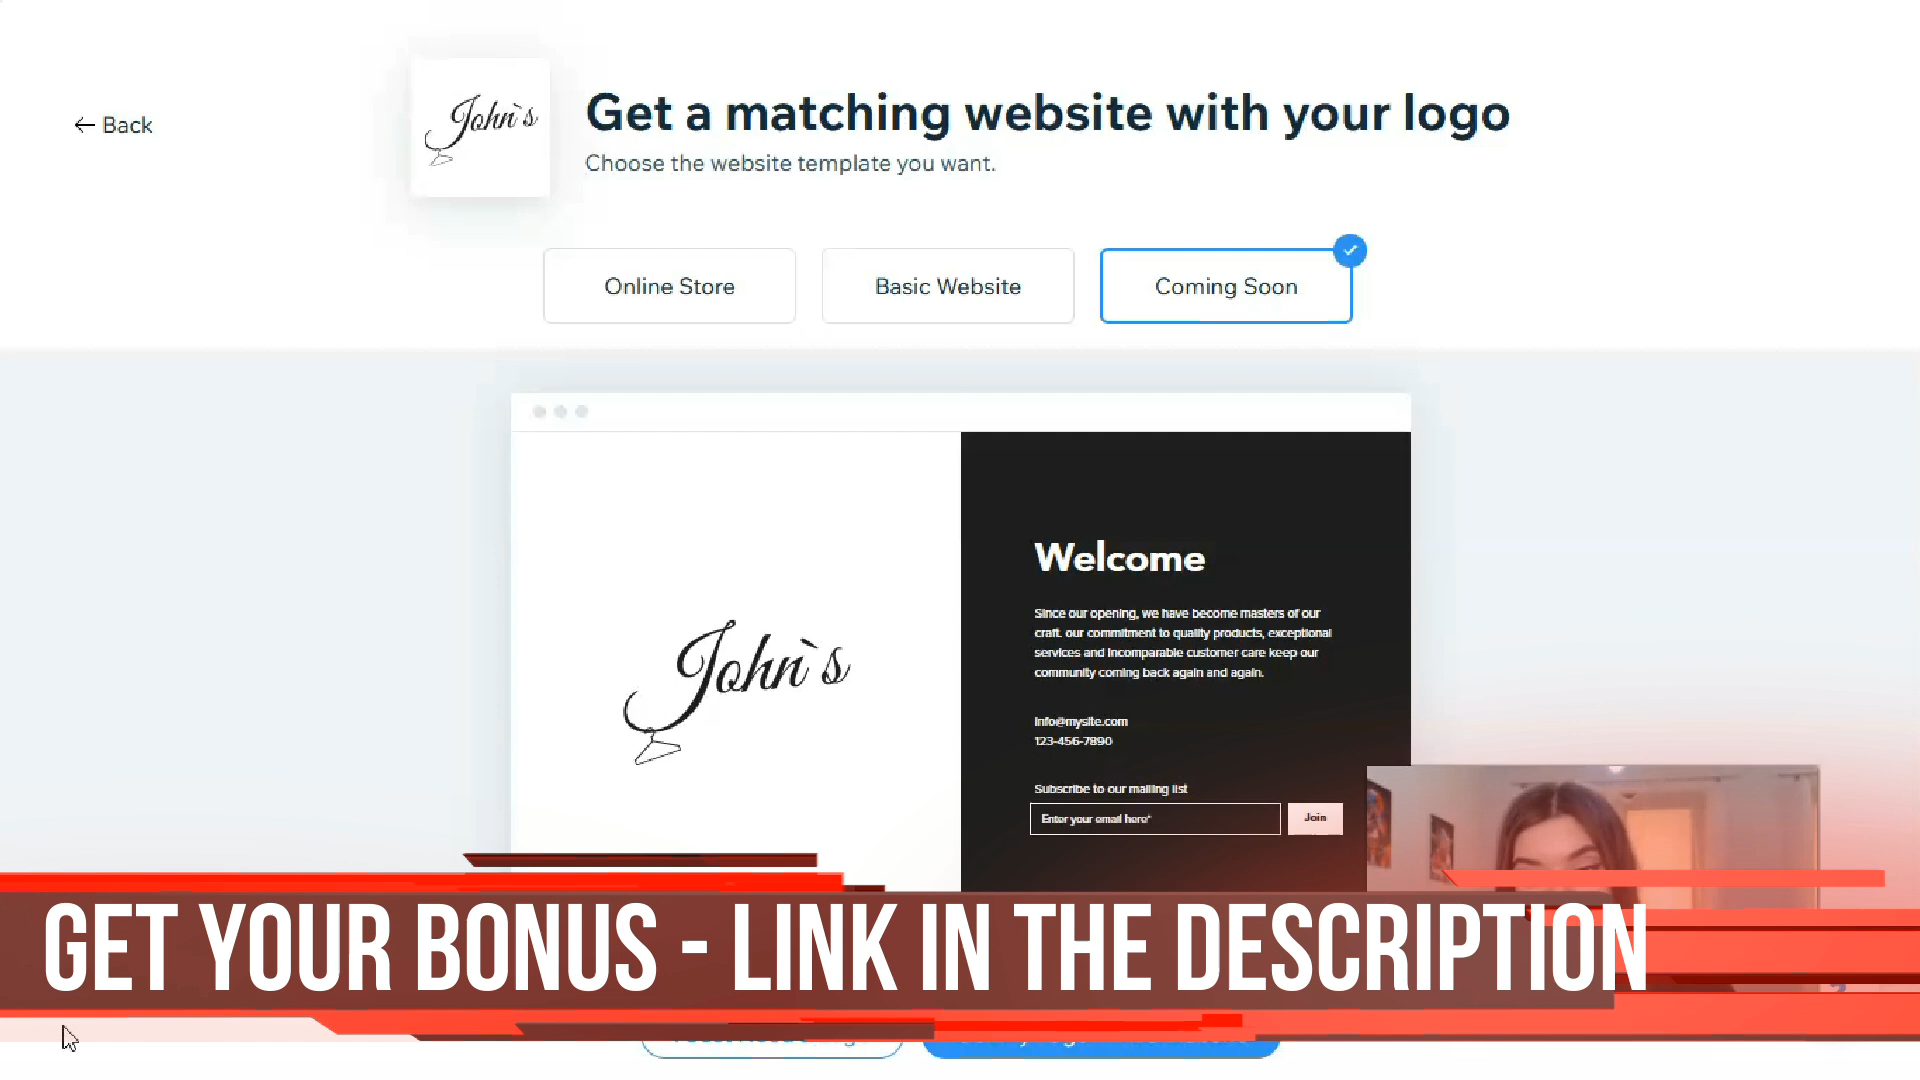 ← Back
John`s
Get a matching website with your logo
Choose the website template you want.
Online Store
Basic Website
Coming Soon
John`s
Welcome
Since our opening, we have become masters of our
craft. our commitment to quality products, exceptional
services and incomparable customer care keep our
community coming back again and again.
info@mysite.com
123-456-7890
Subscribe to our mailing list
Enter your email here*
Join
GET YOUR BONUS - LINK IN THE DESCRIPTION